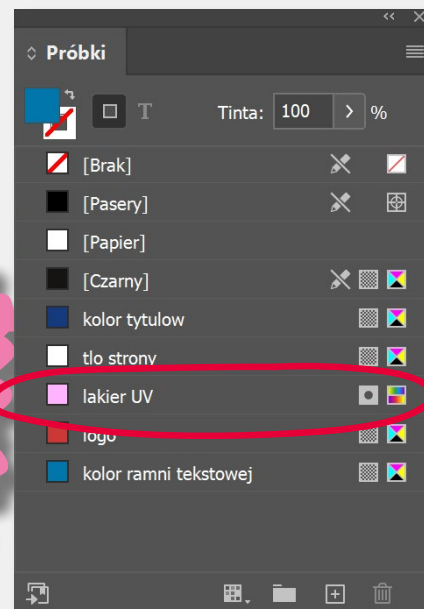 Próbki
T
Tinta: 100 %
[Brak]
[Pasery]
[Papier]
[Czarny]
kolor tytulow
tlo strony
lakier UV
logo
kolor ramni tekstowej